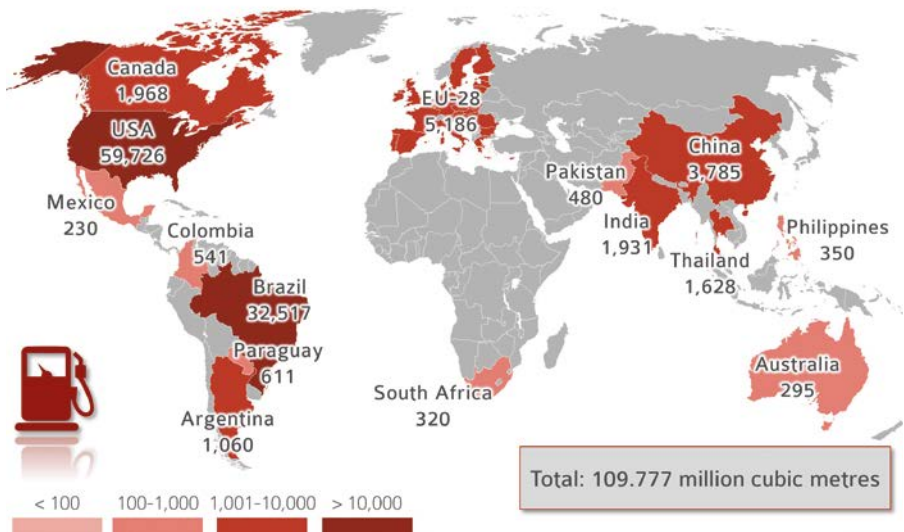 Canada
1,968
USA
59,726
Mexico
230
Colombia
541
Brazil
32,517
Paraguay
611
Argentina
1,060
EU-28
5,186
South Africa
320
Pakistan
480
India
1,931
China
3,785
Thailand
1,628
Philippines
350
Australia
295
Total: 109.777 million cubic metres
< 100 100-1,000 1,001-10,000 > 10,000